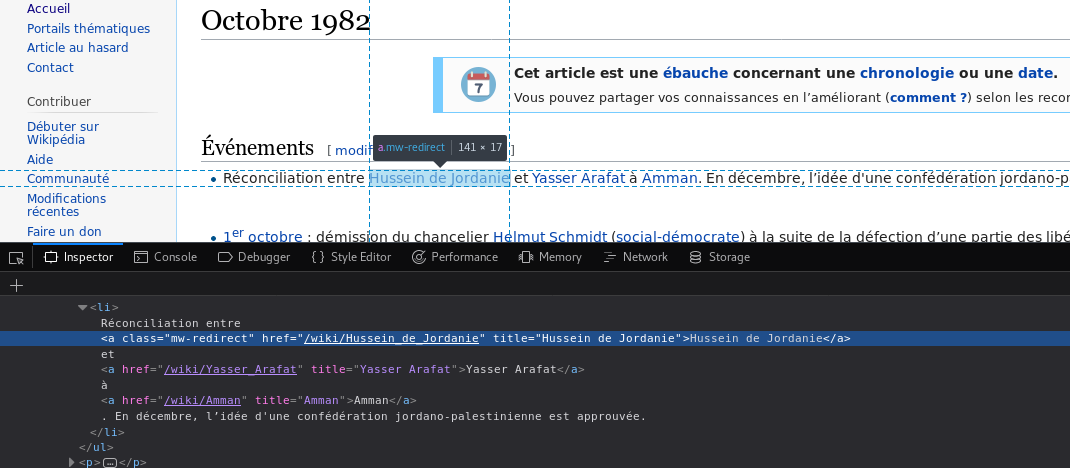 Accueil
Portails thématiques
Article au hasard
Contact
Contribuer
Débuter sur
Wikipédia
Aide
Communauté
Modifications
récentes
Faire un don
Octobre 1982
7
Cet article est une ébauche concernant une chronologie ou une date.
Vous pouvez partager vos connaissances en l’améliorant (comment ?) selon les
Événements [ modif ]
a.mw-redirect 141 × 17
• Réconciliation entre Hussein de Jordanie et Yasser Arafat à Amman. En décembre, l’idée d'une confédération jordano-p
• 1er octobre : démission du chancelier Helmut Schmidt (social-démocrate) à la suite de la défection d’une partie des libé
Inspector Console Debugger {} Style Editor Performance Memory Network Storage
+
<li>
Réconciliation entre
<a class="mw-redirect" href="/wiki/Hussein_de_Jordanie" title="Hussein de Jordanie">Hussein de Jordanie</a>
et
<a href="/wiki/Yasser_Arafat" title="Yasser Arafat">Yasser Arafat</a>
à
<a href="/wiki/Amman" title="Amman">Amman</a>
. En décembre, l’idée d'une confédération jordano-palestinienne est approuvée.
</li>
</ul>
<p>…</p>